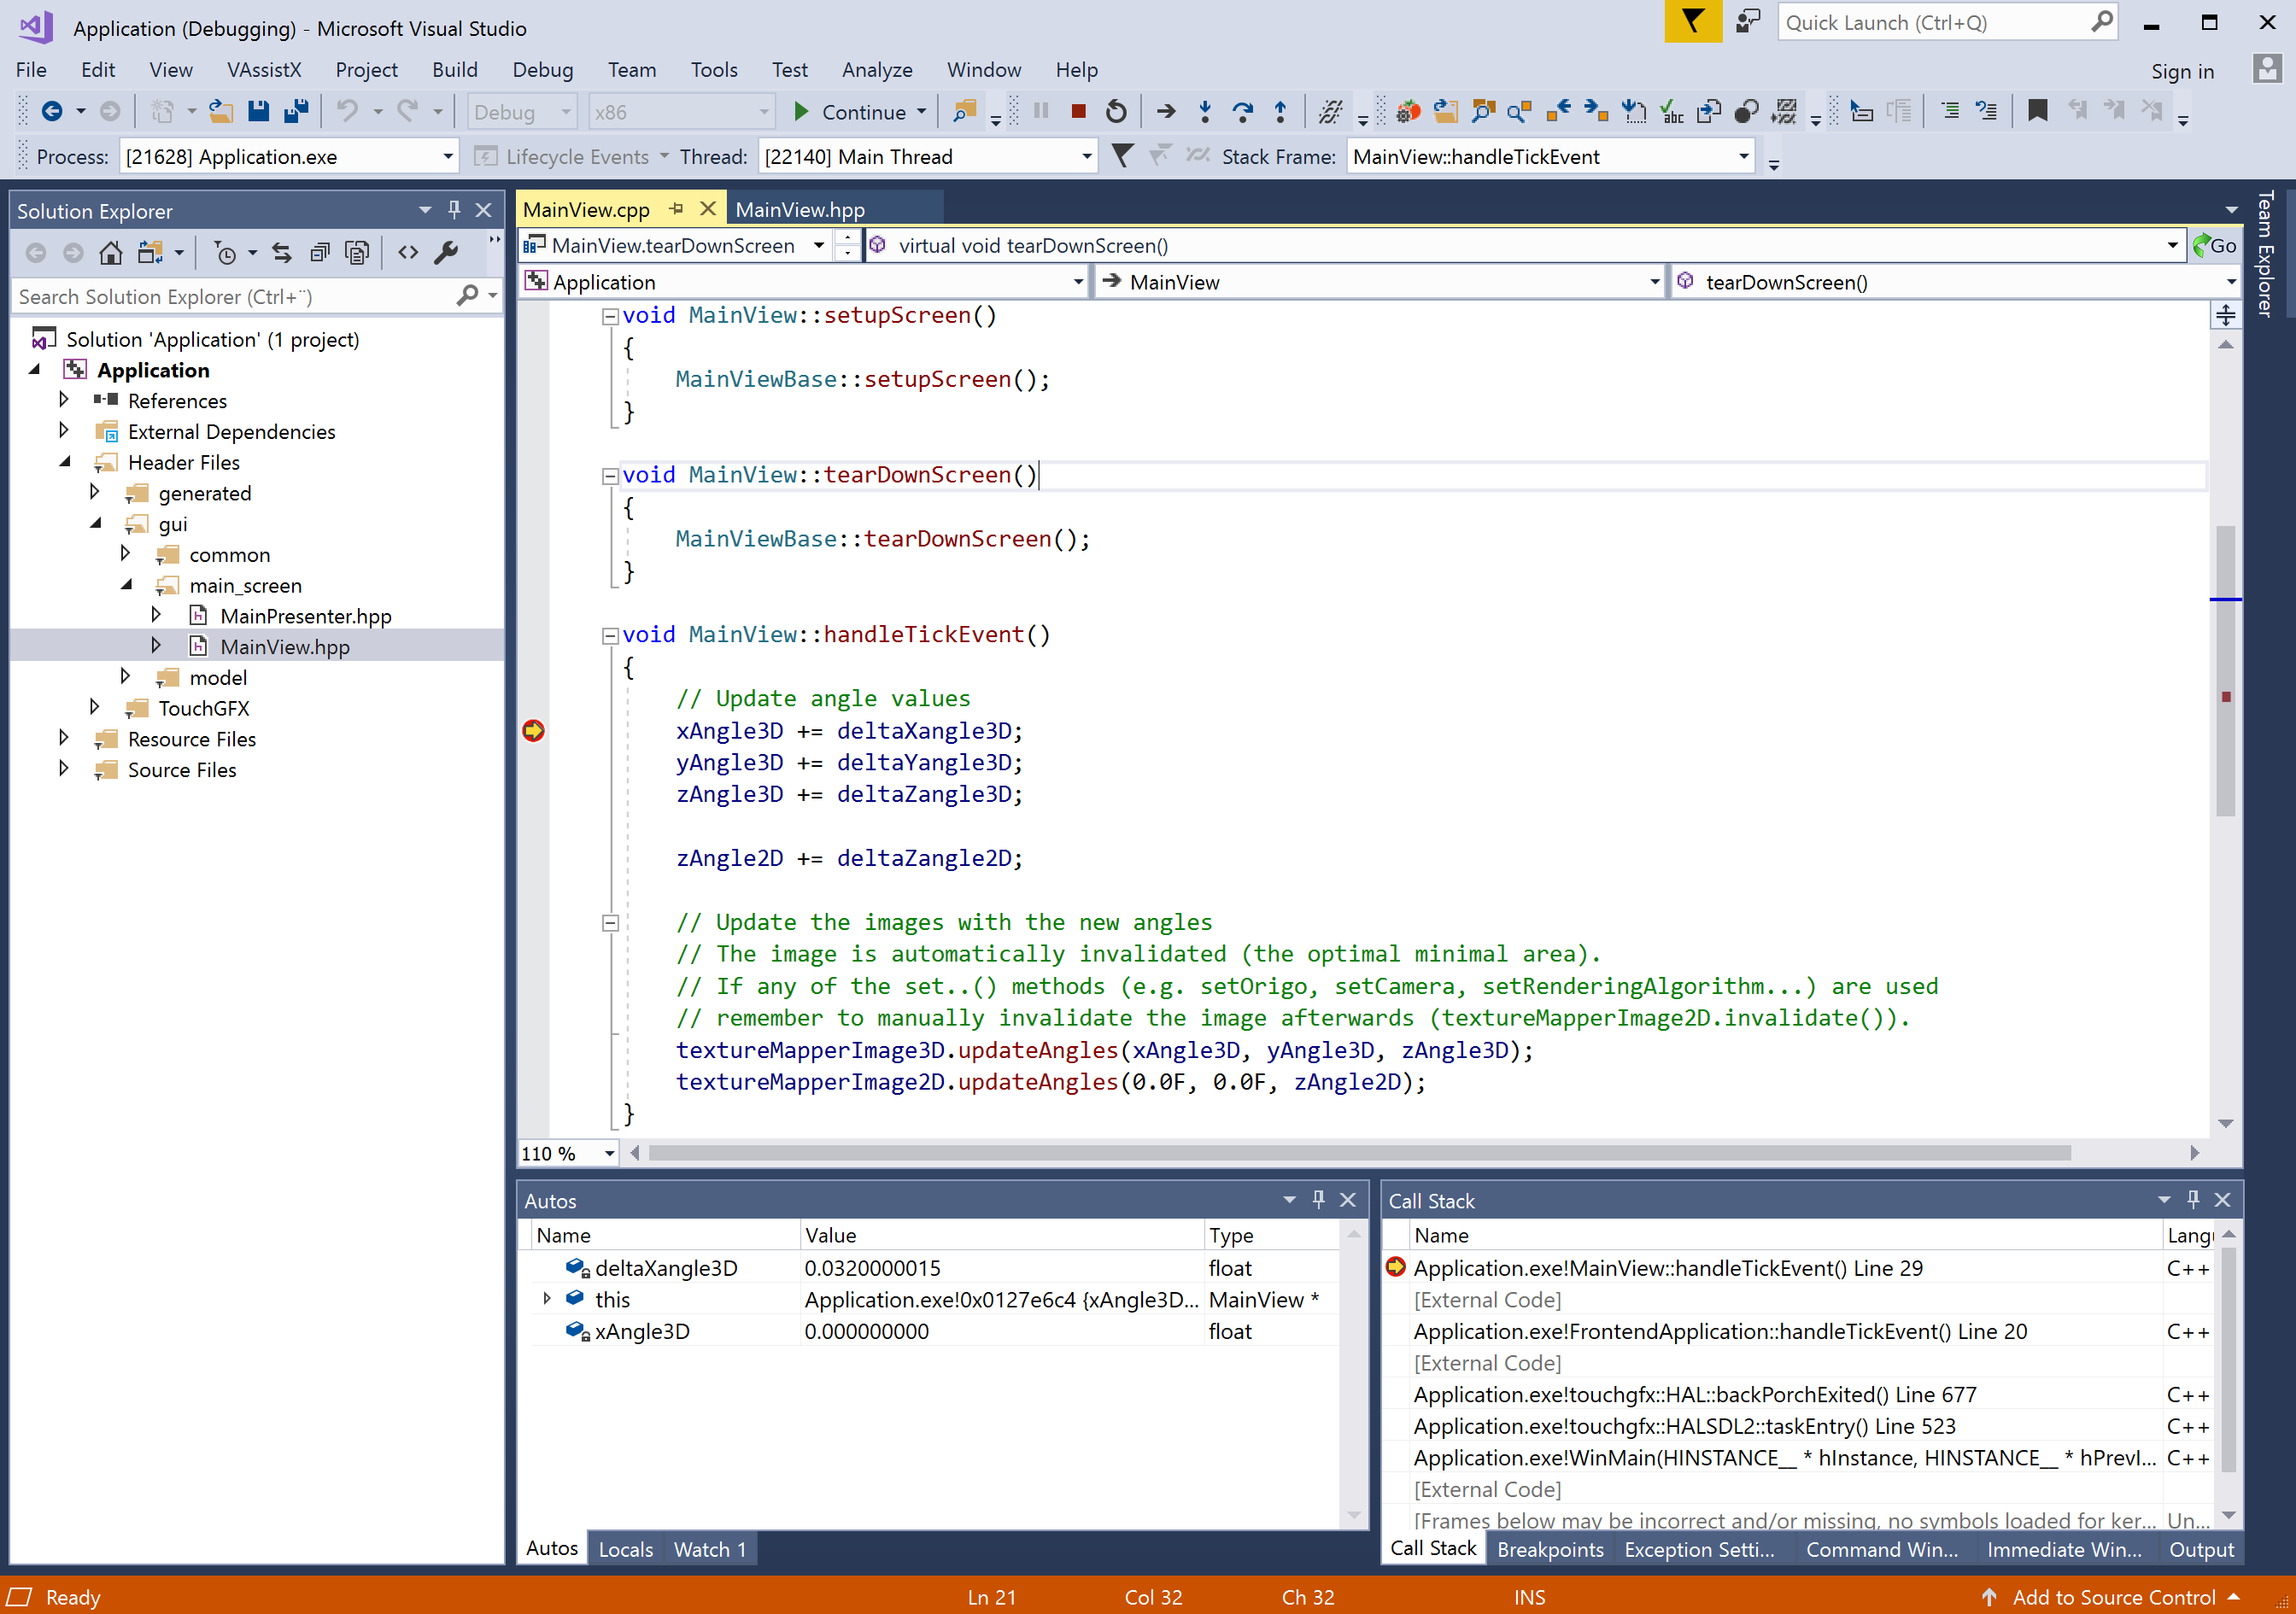 Application (Debugging) - Microsoft Visual Studio
Quick Launch (Ctrl+Q)
File Edit View VAssistX Project Build Debug Team Tools Test Analyze Window Help
Sign in
Debug x86 Continue
Process: [21628] Application.exe Lifecycle Events Thread: [22140] Main Thread Stack Frame: MainView::handleTickEvent
Solution Explorer
Search Solution Explorer (Ctrl+¨)
Solution 'Application' (1 project)
Application
References
External Dependencies
Header Files
generated
gui
common
main_screen
MainPresenter.hpp
MainView.hpp
model
TouchGFX
Resource Files
Source Files
MainView.cpp MainView.hpp
MainView.tearDownScreen virtual void tearDownScreen() Go
Application MainView tearDownScreen()
void MainView::setupScreen()
{
MainViewBase::setupScreen();
}
void MainView::tearDownScreen()
{
MainViewBase::tearDownScreen();
}
void MainView::handleTickEvent()
{
// Update angle values
xAngle3D += deltaXangle3D;
yAngle3D += deltaYangle3D;
zAngle3D += deltaZangle3D;
zAngle2D += deltaZangle2D;
// Update the images with the new angles
// The image is automatically invalidated (the optimal minimal area).
// If any of the set..() methods (e.g. setOrigo, setCamera, setRenderingAlgorithm...) are used
// remember to manually invalidate the image afterwards (textureMapperImage2D.invalidate()).
textureMapperImage3D.updateAngles(xAngle3D, yAngle3D, zAngle3D);
textureMapperImage2D.updateAngles(0.0F, 0.0F, zAngle2D);
}
110 %
Team Explorer
Autos
Name Value Type
deltaXangle3D 0.0320000015 float
this Application.exe!0x0127e6c4 {xAngle3D... MainView *
xAngle3D 0.000000000 float
Autos Locals Watch 1
Call Stack
Name Langu
Application.exe!MainView::handleTickEvent() Line 29 C++
[External Code]
Application.exe!FrontendApplication::handleTickEvent() Line 20 C++
[External Code]
Application.exe!touchgfx::HAL::backPorchExited() Line 677 C++
Application.exe!touchgfx::HALSDL2::taskEntry() Line 523 C++
Application.exe!WinMain(HINSTANCE__ * hInstance, HINSTANCE__ * hPrevI... C++
[External Code]
[Frames below may be incorrect and/or missing, no symbols loaded for ker... Un...
Call Stack Breakpoints Exception Setti... Command Win... Immediate Win... Output
Ready Ln 21 Col 32 Ch 32 INS Add to Source Control